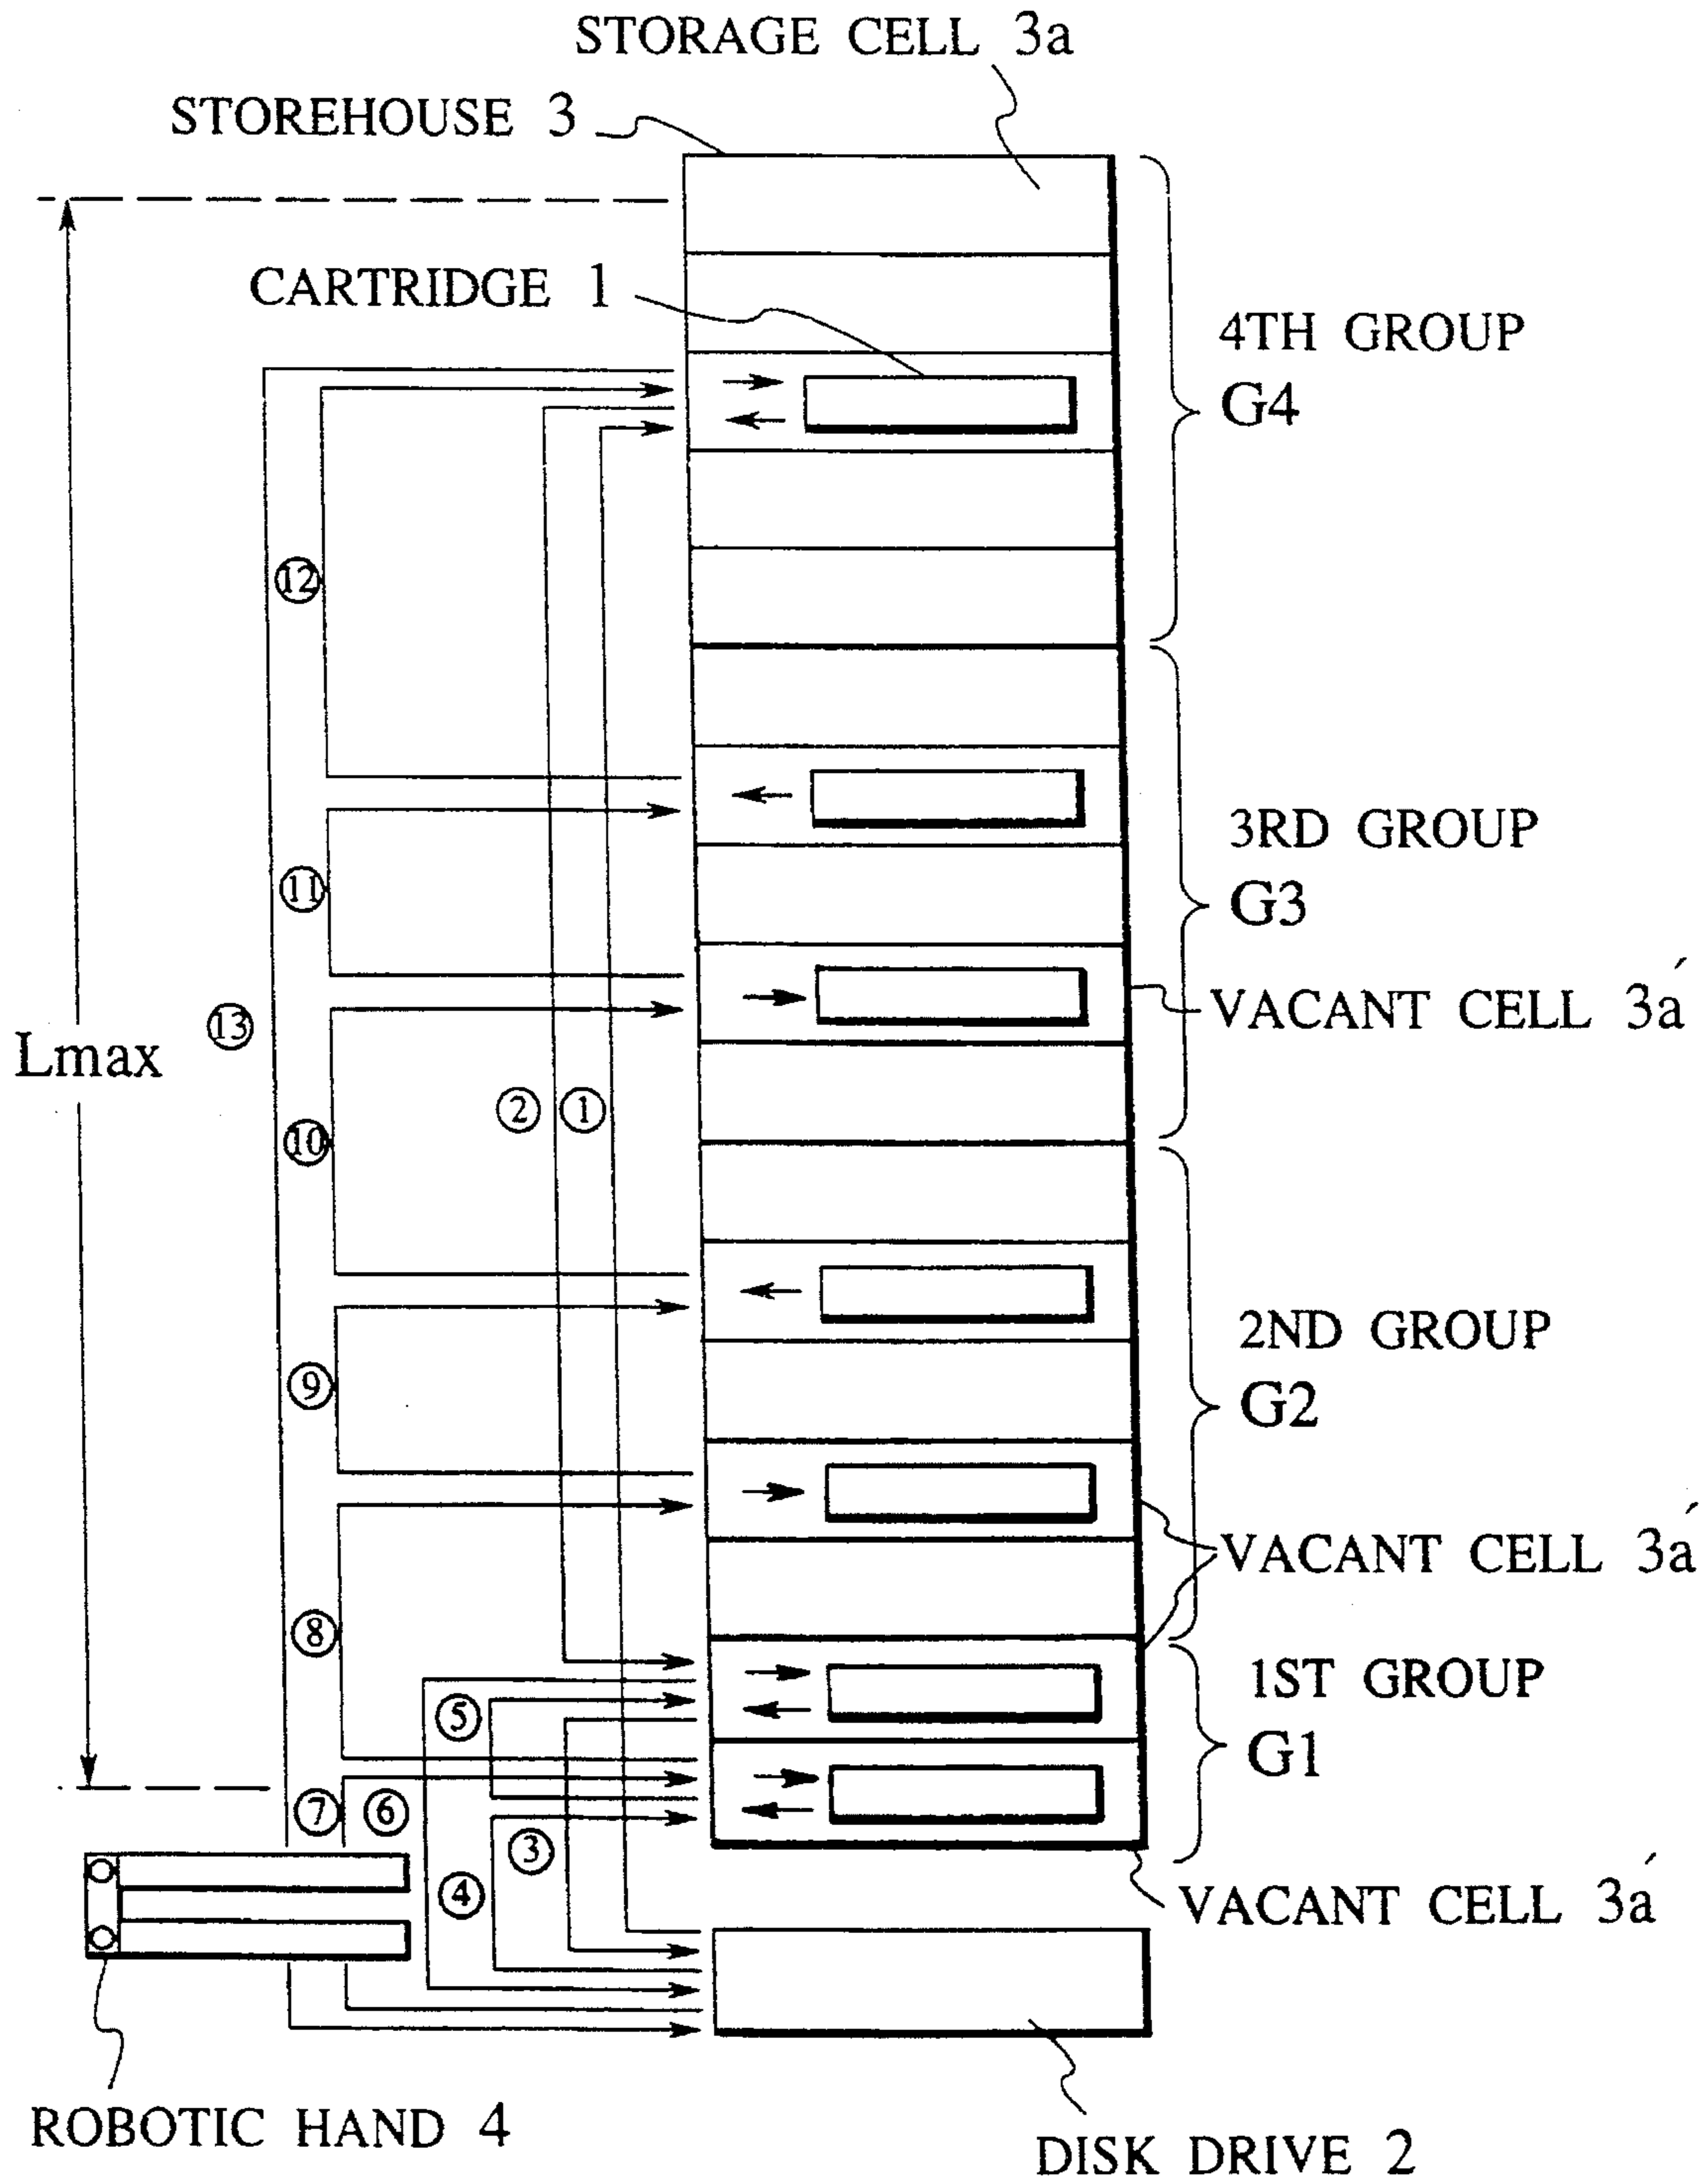 STORAGE CELL 3a
STOREHOUSE 3
CARTRIDGE 1
4TH GROUP
G4
⑫
3RD GROUP
G3
⑪
VACANT CELL 3a´
⑬
Lmax
② ①
⑩
2ND GROUP
G2
⑨
VACANT CELL 3a´
⑧
1ST GROUP
G1
⑤
⑦ ⑥
③
④
VACANT CELL 3a´
ROBOTIC HAND 4
DISK DRIVE 2